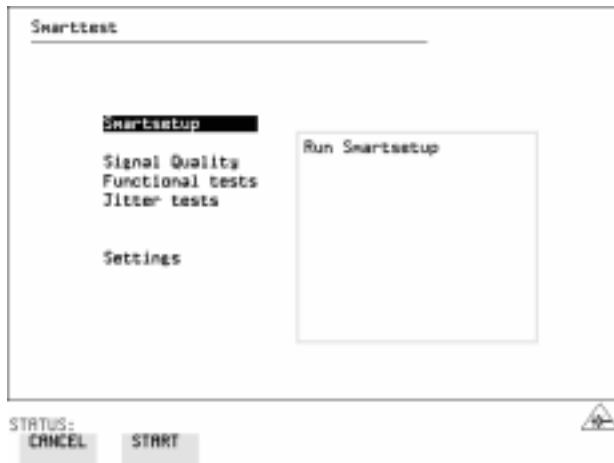 Smarttest
Smartsetup
Run Smartsetup
Signal Quality
Functional tests
Jitter tests
Settings
STATUS:
CANCEL START